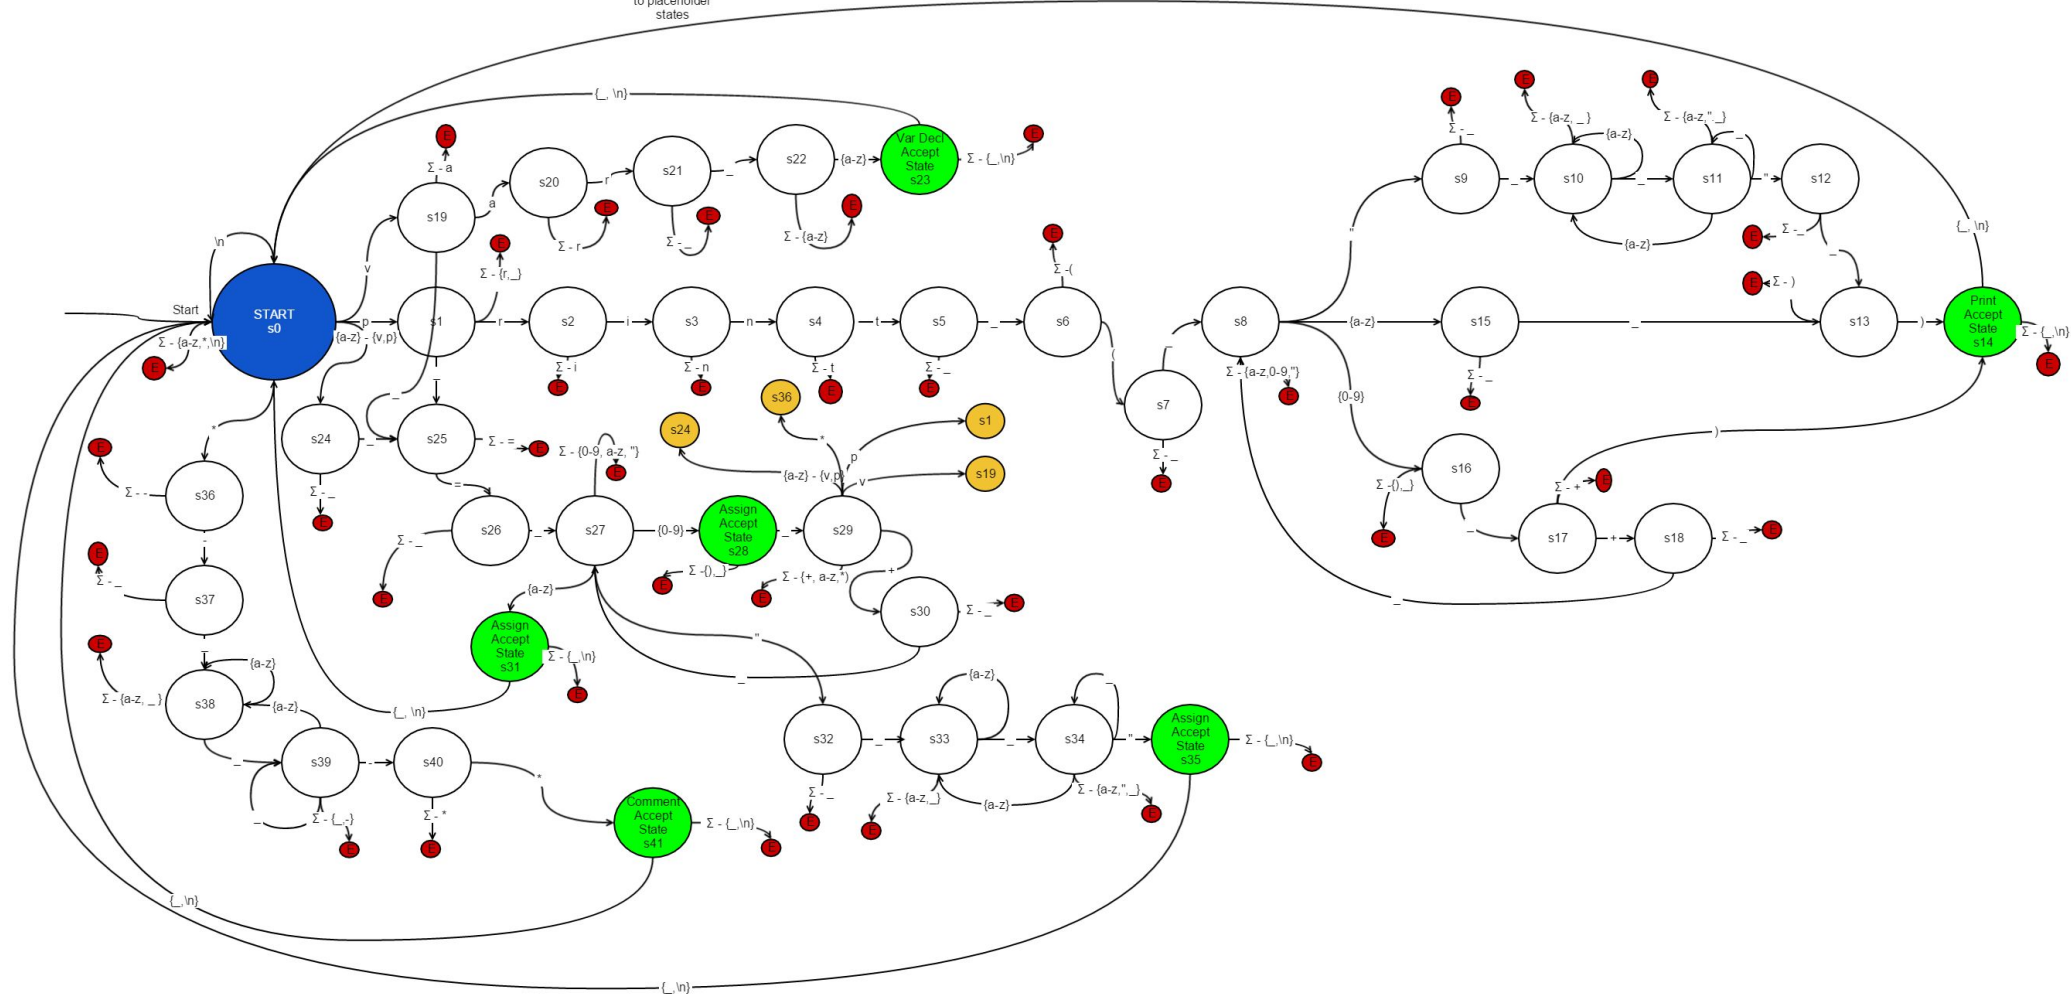 to placeholder
states
{_, \n}
E
E
E
E
E
Σ - a
Σ - _
Σ - {a-z, _ }
Σ - {a-z,"._}
{a-z}
_
Var Decl
Accept
State
s23
Σ - {_,\n}
E
s19
a
s20
r
s21
_
s22
{a-z}
s9
_
s10
_
s11
"
s12
E
Σ - r
E
Σ - _
E
Σ - {a-z}
{a-z}
E
Σ - _
_
\n
v
E
Σ - {r,_}
E
Σ -(
"
{_, \n}
Start
START
s0
Σ - {a-z,*,\n}
E
p
{a-z} - {v,p}
s1
r
s2
i
s3
n
s4
t
s5
_
s6
(
s8
{a-z}
s15
_
E
Σ - )
s13
)
Print
Accept
State
s14
Σ - {_,\n}
E
Σ - i
E
Σ - n
E
Σ - t
E
Σ - _
E
_
s7
Σ - _
E
Σ - {a-z,0-9,"}
E
{0-9}
Σ - _
E
_
_
s24
_
s25
Σ - =
E
Σ - _
E
=
Σ - {0-9, a-z, "}
E
s24
s36
*
{a-z} - {v,p}
p
s1
v
s19
)
s16
Σ -{),_}
E
_
s17
Σ - +
E
+
s18
Σ - _
E
_
*
E
Σ - -
s36
-
E
Σ - _
s37
_
s26
Σ - _
E
_
s27
{0-9}
Assign
Accept
State
s28
Σ -{),_}
E
_
s29
Σ - {+, a-z,*)
E
+
s30
Σ - _
E
_
{a-z}
Assign
Accept
State
s31
Σ - {_,\n}
E
{_, \n}
"
E
Σ - {a-z, _ }
s38
{a-z}
{a-z}
_
s39
_
Σ - {_,-}
E
-
s40
Σ - *
E
*
Comment
Accept
State
s41
Σ - {_,\n}
E
s32
Σ - _
E
_
s33
{a-z}
Σ - {a-z,_}
E
_
{a-z}
s34
_
Σ - {a-z,",_}
E
"
Assign
Accept
State
s35
Σ - {_,\n}
E
{_,\n}
{_,\n}